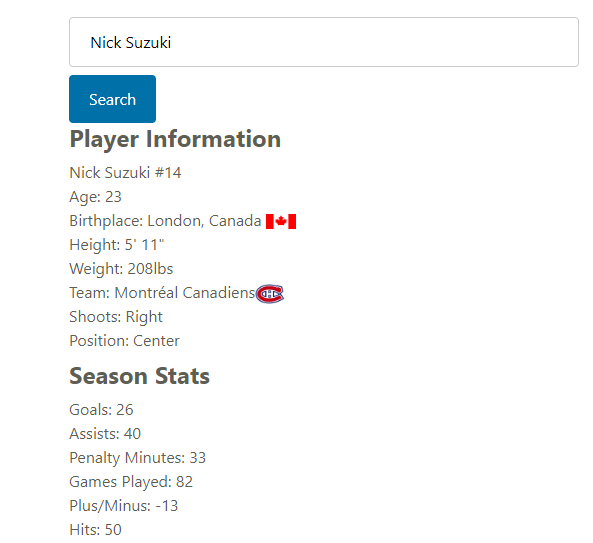 Nick Suzuki
Search
Player Information
Nick Suzuki #14
Age: 23
Birthplace: London, Canada
Height: 5' 11"
Weight: 208lbs
Team: Montréal Canadiens
Shoots: Right
Position: Center
Season Stats
Goals: 26
Assists: 40
Penalty Minutes: 33
Games Played: 82
Plus/Minus: -13
Hits: 50